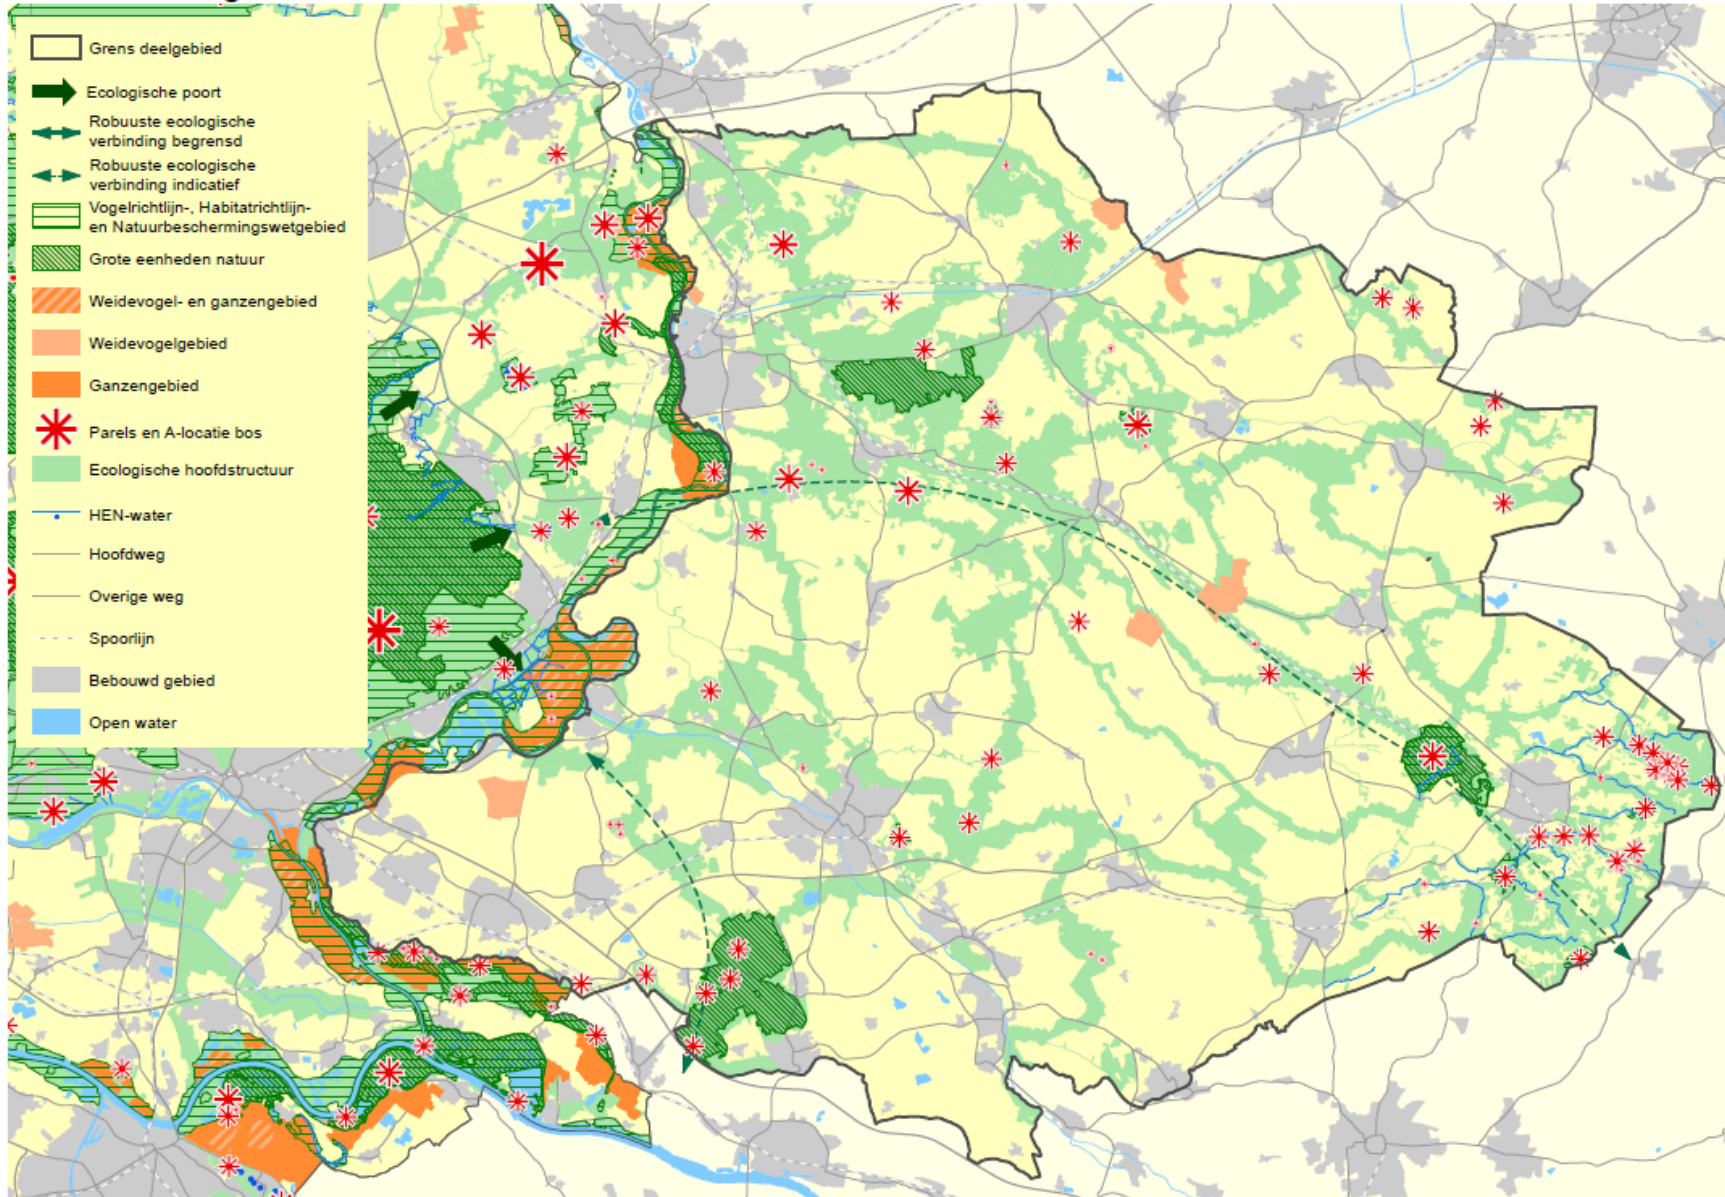 Grens deelgebied
Ecologische poort
Robuuste ecologische
verbinding begrensd
Robuuste ecologische
verbinding indicatief
Vogelrichtlijn-, Habitatrichtlijn-
en Natuurbeschermingswetgebied
Grote eenheden natuur
Weidevogel- en ganzengebied
Weidevogelgebied
Ganzengebied
Parels en A-locatie bos
Ecologische hoofdstructuur
HEN-water
Hoofdweg
Overige weg
Spoorlijn
Bebouwd gebied
Open water